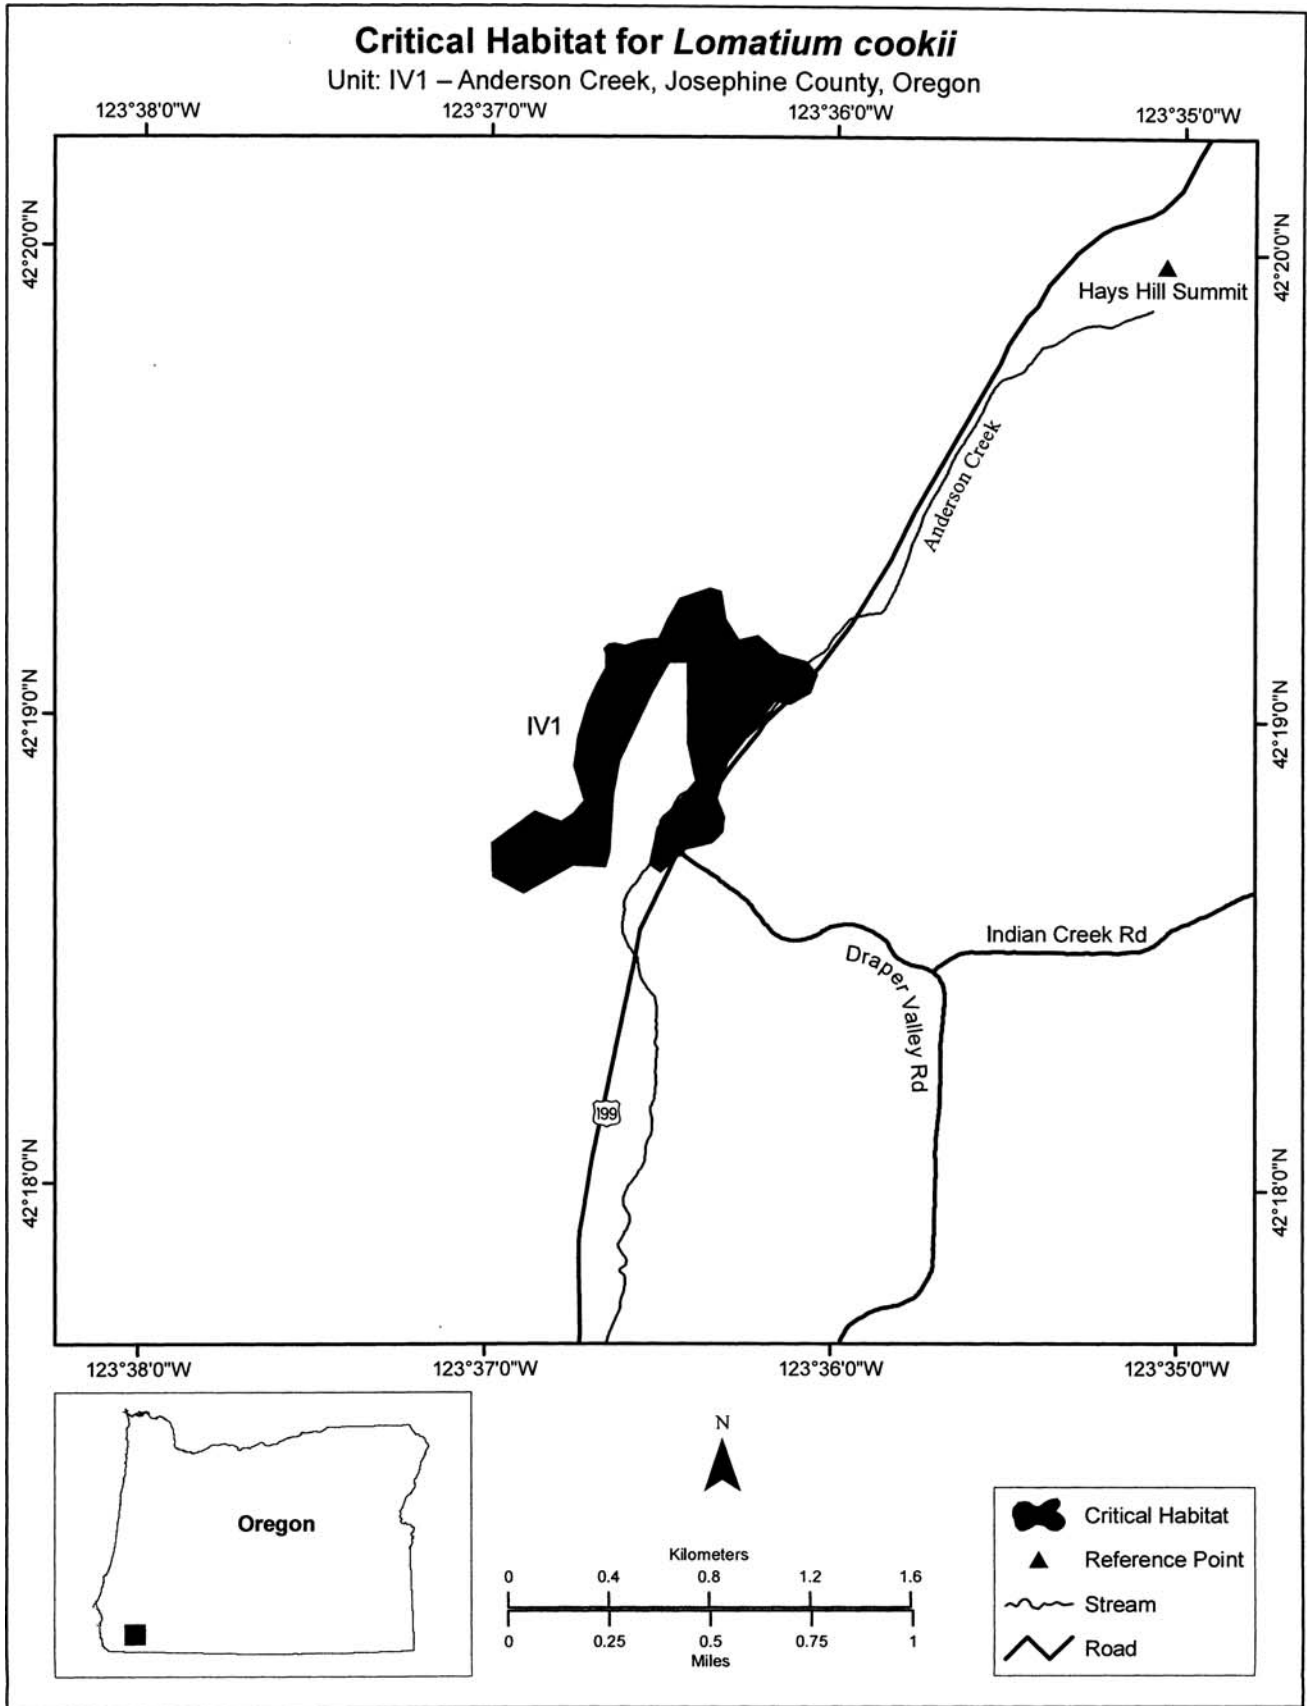 Critical Habitat for Lomatium cookii
Unit: IV1 – Anderson Creek, Josephine County, Oregon
123°38'0"W 123°37'0"W 123°36'0"W 123°35'0"W
42°20'0"N
42°20'0"N
Hays Hill Summit
Anderson Creek
42°19'0"N
IV1
42°19'0"N
Indian Creek Rd
Draper Valley Rd
199
42°18'0"N
42°18'0"N
123°38'0"W 123°37'0"W 123°36'0"W 123°35'0"W
Oregon
N
Kilometers
0 0.4 0.8 1.2 1.6
0 0.25 0.5 0.75 1
Miles
Critical Habitat
Reference Point
Stream
Road